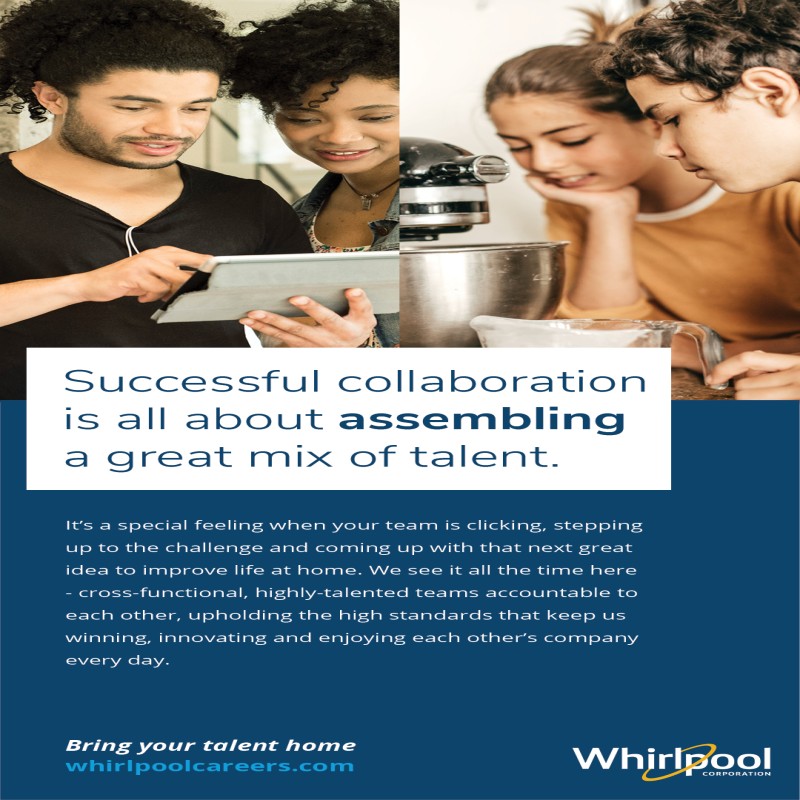 Successful collaboration
is all about assembling
a great mix of talent.
It’s a special feeling when your team is clicking, stepping
up to the challenge and coming up with that next great
idea to improve life at home. We see it all the time here
- cross-functional, highly-talented teams accountable to
each other, upholding the high standards that keep us
winning, innovating and enjoying each other’s company
every day.
Bring your talent home
whirlpoolcareers.com
Whirlpool
CORPORATION